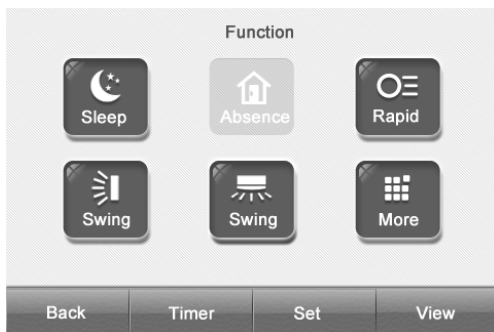 Function
Sleep
Absence
Rapid
Swing
Swing
More
Back
Timer
Set
View